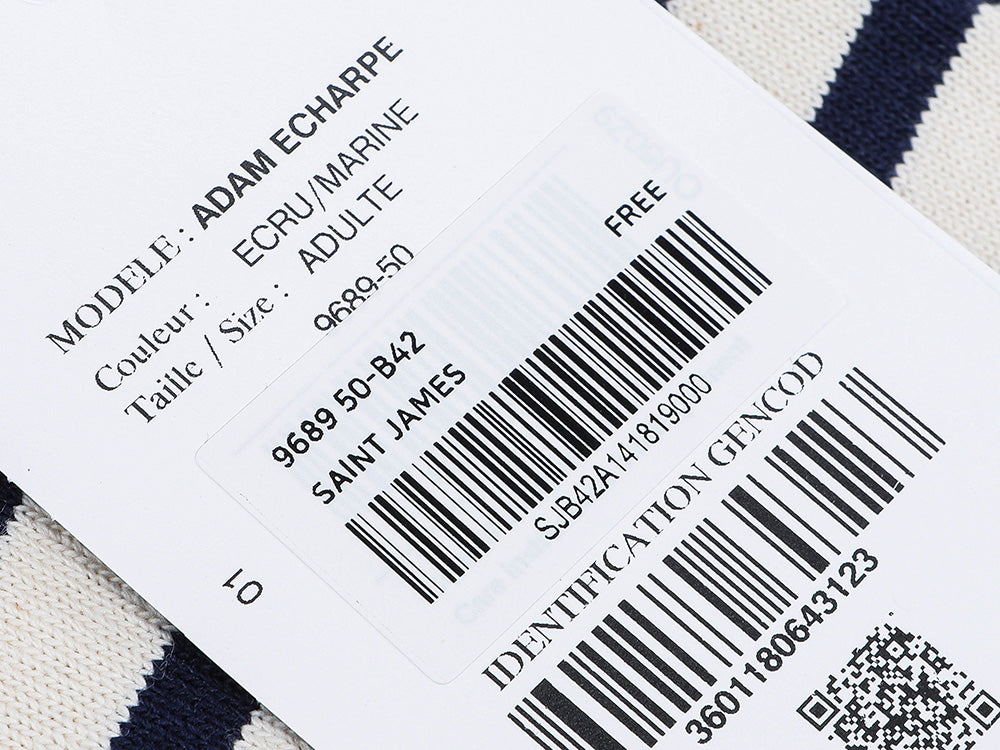 MODELE : ADAM ECHARPE
Couleur : ECRU/MARINE
Taille / Size : ADULTE
9689-50
9689 50-B42
SAINT JAMES
FREE
SJB42A141819000
01
IDENTIFICATION GENCOD
3601180643123